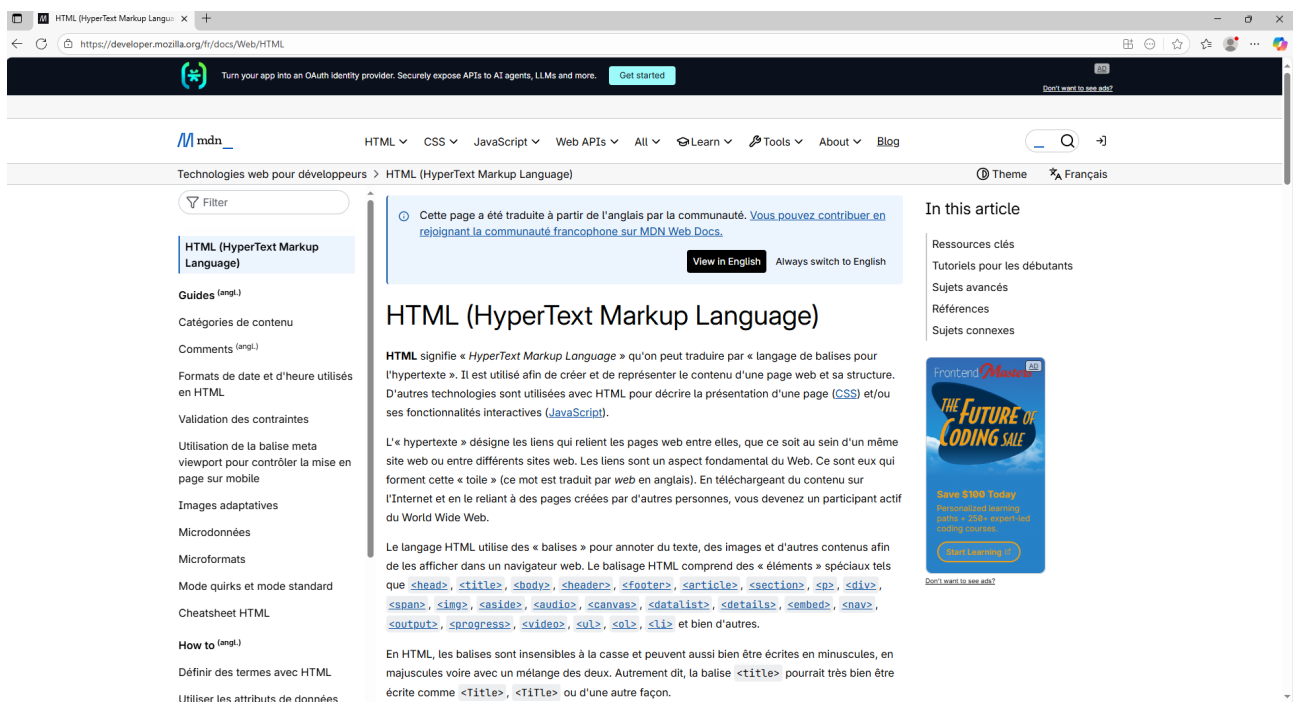 HTML (HyperText Markup Langua
https://developer.mozilla.org/fr/docs/Web/HTML
Turn your app into an OAuth identity provider. Securely expose APIs to AI agents, LLMs and more.
Get started
AD
Don't want to see ads?
mdn_
HTML
CSS
JavaScript
Web APIs
All
Learn
Tools
About
Blog
Technologies web pour développeurs > HTML (HyperText Markup Language)
Theme
Français
Filter
HTML (HyperText Markup
Language)
Guides (angl.)
Catégories de contenu
Comments (angl.)
Formats de date et d'heure utilisés
en HTML
Validation des contraintes
Utilisation de la balise meta
viewport pour contrôler la mise en
page sur mobile
Images adaptatives
Microdonnées
Microformats
Mode quirks et mode standard
Cheatsheet HTML
How to (angl.)
Définir des termes avec HTML
Utiliser les attributs de données
Cette page a été traduite à partir de l'anglais par la communauté. Vous pouvez contribuer en
rejoignant la communauté francophone sur MDN Web Docs.
View in English
Always switch to English
HTML (HyperText Markup Language)
HTML signifie « HyperText Markup Language » qu'on peut traduire par « langage de balises pour
l'hypertexte ». Il est utilisé afin de créer et de représenter le contenu d'une page web et sa structure.
D'autres technologies sont utilisées avec HTML pour décrire la présentation d'une page (CSS) et/ou
ses fonctionnalités interactives (JavaScript).
L'« hypertexte » désigne les liens qui relient les pages web entre elles, que ce soit au sein d'un même
site web ou entre différents sites web. Les liens sont un aspect fondamental du Web. Ce sont eux qui
forment cette « toile » (ce mot est traduit par web en anglais). En téléchargeant du contenu sur
l'Internet et en le reliant à des pages créées par d'autres personnes, vous devenez un participant actif
du World Wide Web.
Le langage HTML utilise des « balises » pour annoter du texte, des images et d'autres contenus afin
de les afficher dans un navigateur web. Le balisage HTML comprend des « éléments » spéciaux tels
que <head>, <title>, <body>, <header>, <footer>, <article>, <section>, <p>, <div>,
<span>, <img>, <aside>, <audio>, <canvas>, <datalist>, <details>, <embed>, <nav>,
<output>, <progress>, <video>, <ul>, <ol>, <li> et bien d'autres.
En HTML, les balises sont insensibles à la casse et peuvent aussi bien être écrites en minuscules, en
majuscules voire avec un mélange des deux. Autrement dit, la balise <title> pourrait très bien être
écrite comme <Title>, <TiTle> ou d'une autre façon.
In this article
Ressources clés
Tutoriels pour les débutants
Sujets avancés
Références
Sujets connexes
AD
Frontend Masters
THE FUTURE OF
CODING SALE
Save $100 Today
Personalized learning
paths + 250+ expert-led
coding courses.
Start Learning
Don't want to see ads?